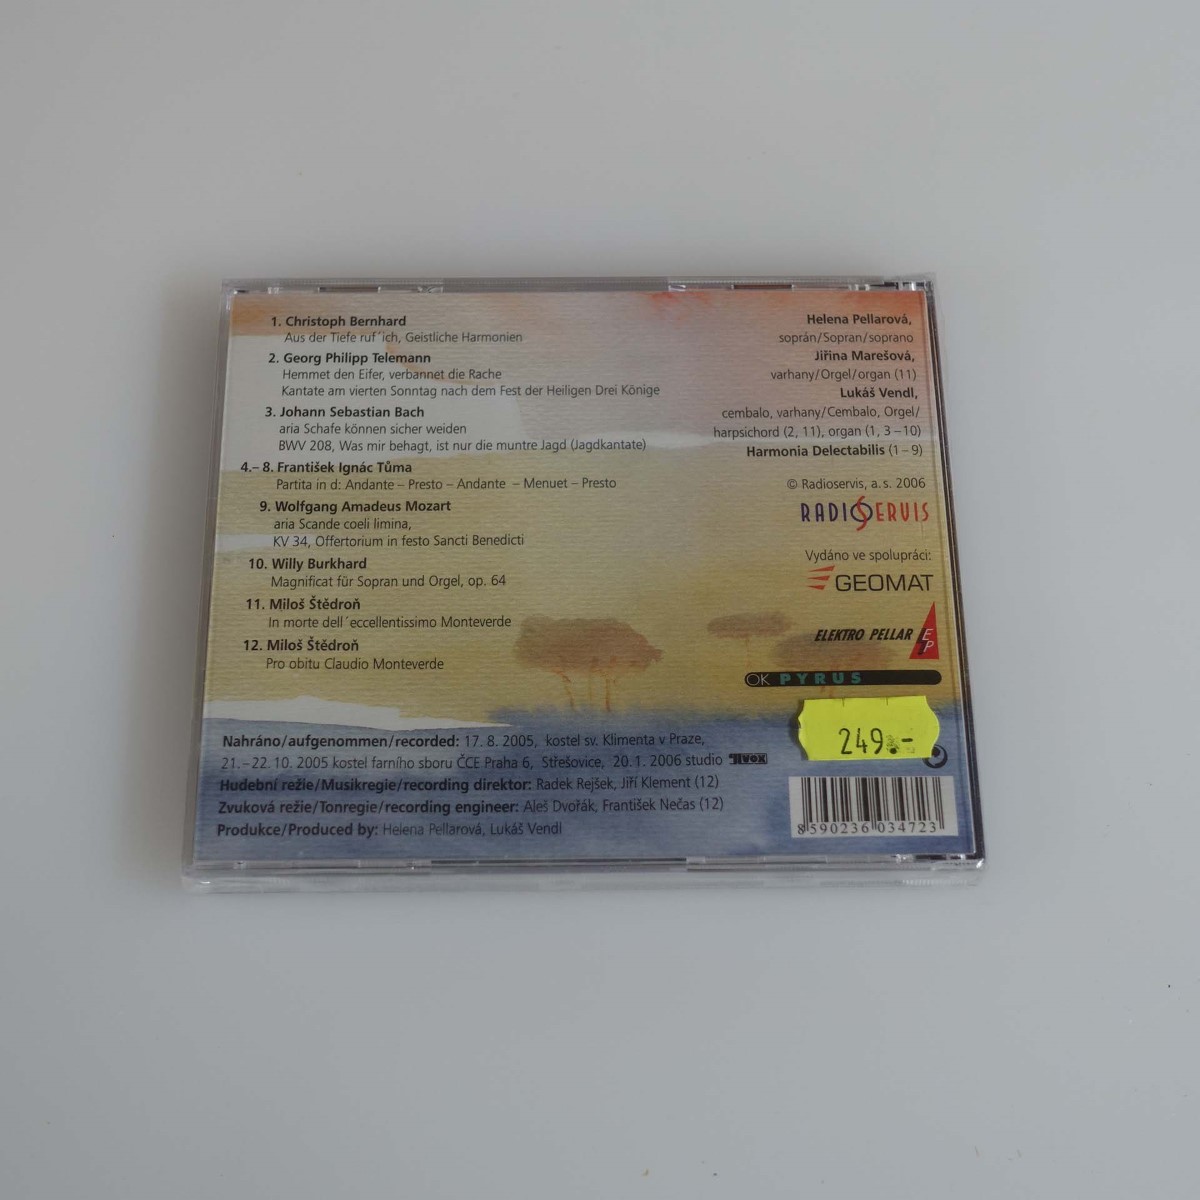 1. Christoph Bernhard
Aus der Tiefe ruf´ich, Geistliche Harmonien
2. Georg Philipp Telemann
Hemmet den Eifer, verbannet die Rache
Kantate am vierten Sonntag nach dem Fest der Heiligen Drei Könige
3. Johann Sebastian Bach
aria Schafe können sicher weiden
BWV 208, Was mir behagt, ist nur die muntre Jagd (Jagdkantate)
4.– 8. František Ignác Tůma
Partita in d: Andante – Presto – Andante – Menuet – Presto
9. Wolfgang Amadeus Mozart
aria Scande coeli limina,
KV 34, Offertorium in festo Sancti Benedicti
10. Willy Burkhard
Magnificat für Sopran und Orgel, op. 64
11. Miloš Štědroň
In morte dell´eccellentissimo Monteverde
12. Miloš Štědroň
Pro obitu Claudio Monteverde
Helena Pellarová,
soprán/Sopran/soprano
Jiřina Marešová,
varhany/Orgel/organ (11)
Lukáš Vendl,
cembalo, varhany/Cembalo, Orgel/
harpsichord (2, 11), organ (1, 3–10)
Harmonia Delectabilis (1–9)
© Radioservis, a.s. 2006
RADIOSERVIS
Vydáno ve spolupráci:
GEOMAT
ELEKTRO PELLAR EP
OK PYRUS
249.-
Nahráno/aufgenommen/recorded: 17. 8. 2005, kostel sv. Klimenta v Praze,
21.–22. 10. 2005 kostel farního sboru ČCE Praha 6, Střešovice, 20. 1. 2006 studio
Hudební režie/Musikregie/recording direktor: Radek Rejšek, Jiří Klement (12)
Zvuková režie/Tonregie/recording engineer: Aleš Dvořák, František Nečas (12)
Produkce/Produced by: Helena Pellarová, Lukáš Vendl
8 590236 034723